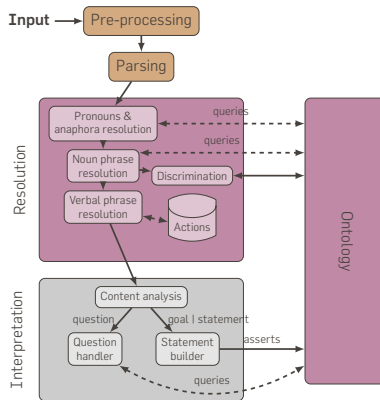 Input
Pre-processing
Parsing
Resolution
Pronouns &
anaphora resolution
queries
queries
Noun phrase
resolution
Discrimination
Verbal phrase
resolution
Actions
Ontology
Interpretation
Content analysis
question
goal | statement
Question
handler
Statement
builder
asserts
queries